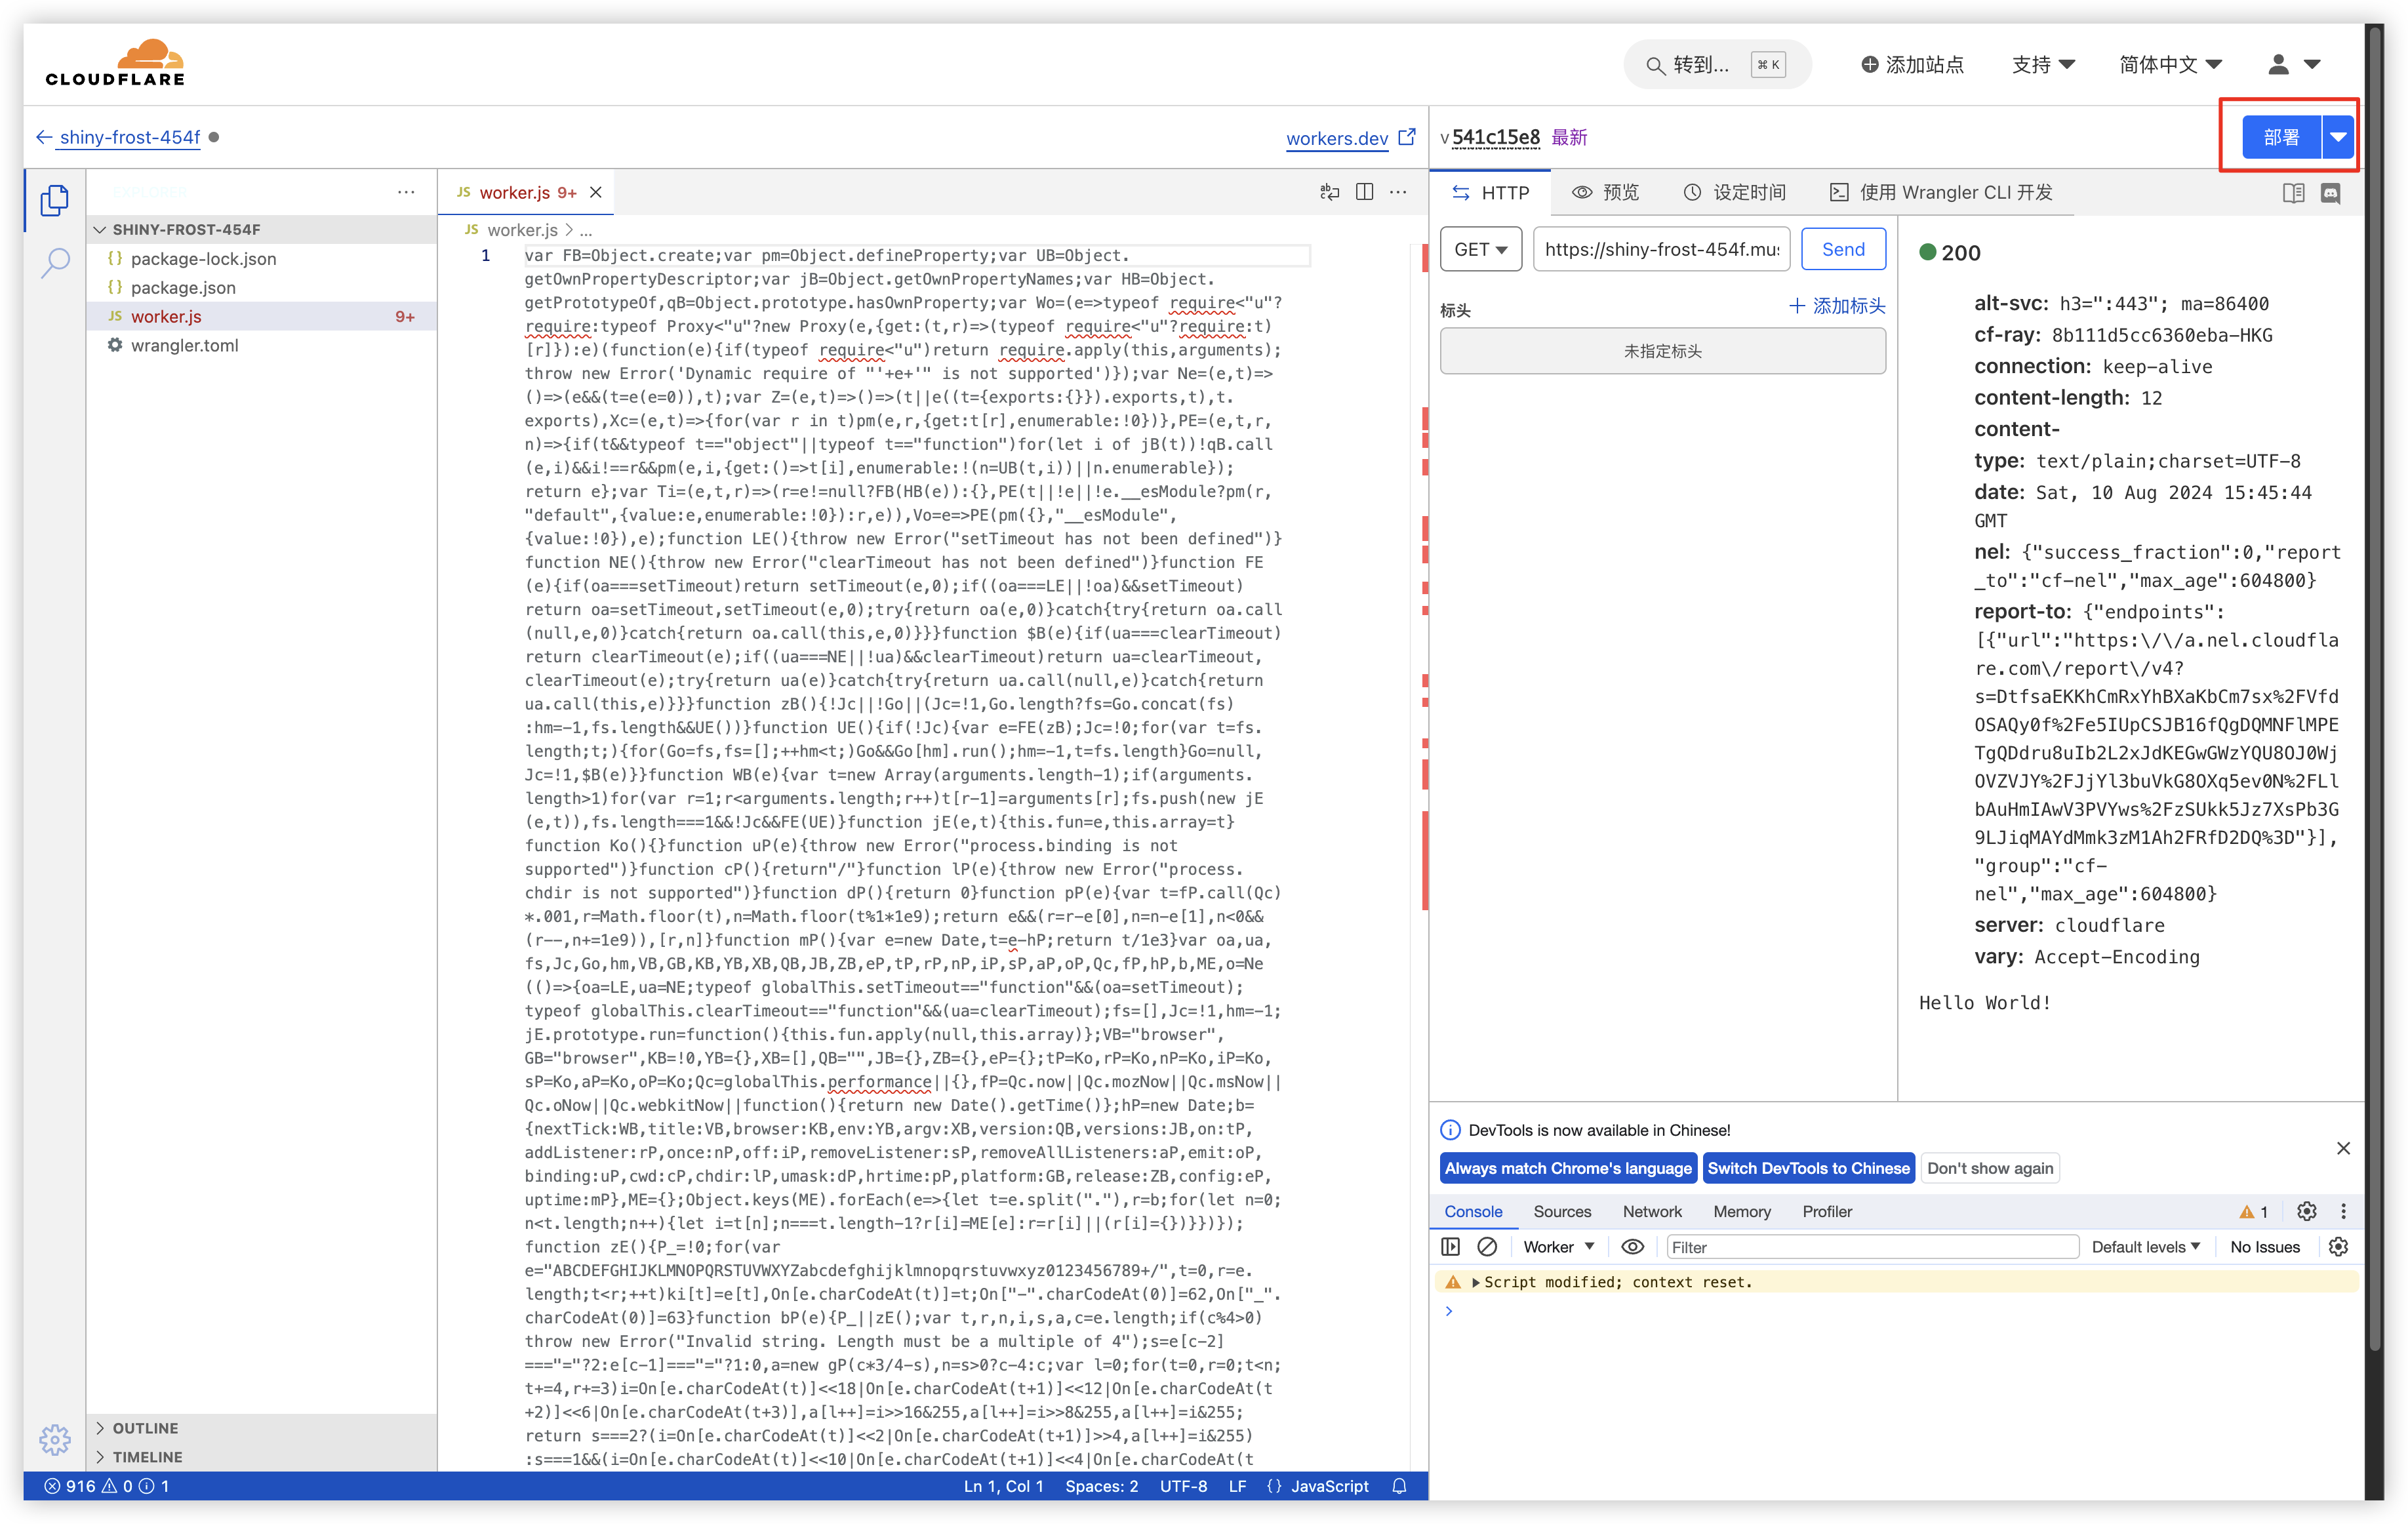 CLOUDFLARE
转到...
⌘ K
添加站点
支持
简体中文
shiny-frost-454f
workers.dev
v 541c15e8 最新
部署
SHINY-FROST-454F
package-lock.json
package.json
JS worker.js 9+
wrangler.toml
OUTLINE
TIMELINE
JS worker.js 9+
JS worker.js > ...
1
var FB=Object.create;var pm=Object.defineProperty;var UB=Object.
getOwnPropertyDescriptor;var jB=Object.getOwnPropertyNames;var HB=Object.
getPrototypeOf,qB=Object.prototype.hasOwnProperty;var Wo=(e=>typeof require<"u"?
require:typeof Proxy<"u"?new Proxy(e,{get:(t,r)=>(typeof require<"u"?require:t)
[r]}):e)(function(e){if(typeof require<"u")return require.apply(this,arguments);
throw new Error('Dynamic require of "'+e+'" is not supported')});var Ne=(e,t)=>
()=>(e&&(t=e(e=0)),t);var Z=(e,t)=>()=>(t||e((t={exports:{}}).exports,t),t.
exports),Xc=(e,t)=>{for(var r in t)pm(e,r,{get:t[r],enumerable:!0})},PE=(e,t,r,
n)=>{if(t&&typeof t=="object"||typeof t=="function")for(let i of jB(t))!qB.call
(e,i)&&i!==r&&pm(e,i,{get:()=>t[i],enumerable:!(n=UB(t,i))||n.enumerable});
return e};var Ti=(e,t,r)=>(r=e!=null?FB(HB(e)):{},PE(t||!e||!e.__esModule?pm(r,
"default",{value:e,enumerable:!0}):r,e)),Vo=e=>PE(pm({},"__esModule",
{value:!0}),e);function LE(){throw new Error("setTimeout has not been defined")}
function NE(){throw new Error("clearTimeout has not been defined")}function FE
(e){if(oa===setTimeout)return setTimeout(e,0);if((oa===LE||!oa)&&setTimeout)
return oa=setTimeout,setTimeout(e,0);try{return oa(e,0)}catch{try{return oa.call
(null,e,0)}catch{return oa.call(this,e,0)}}}function $B(e){if(ua===clearTimeout)
return clearTimeout(e);if((ua===NE||!ua)&&clearTimeout)return ua=clearTimeout,
clearTimeout(e);try{return ua(e)}catch{try{return ua.call(null,e)}catch{return
ua.call(this,e)}}}function zB(){!Jc||!Go||(Jc=!1,Go.length?fs=Go.concat(fs)
:hm=-1,fs.length&&UE())}function UE(){if(!Jc){var e=FE(zB);Jc=!0;for(var t=fs.
length;t;){for(Go=fs,fs=[];++hm<t;)Go&&Go[hm].run();hm=-1,t=fs.length}Go=null,
Jc=!1,$B(e)}}function WB(e){var t=new Array(arguments.length-1);if(arguments.
length>1)for(var r=1;r<arguments.length;r++)t[r-1]=arguments[r];fs.push(new jE
(e,t)),fs.length===1&&!Jc&&FE(UE)}function jE(e,t){this.fun=e,this.array=t}
function Ko(){}function uP(e){throw new Error("process.binding is not
supported")}function cP(){return"/"}function lP(e){throw new Error("process.
chdir is not supported")}function dP(){return 0}function pP(e){var t=fP.call(Qc)
*.001,r=Math.floor(t),n=Math.floor(t%1*1e9);return e&&(r=r-e[0],n=n-e[1],n<0&&
(r--,n+=1e9)),[r,n]}function mP(){var e=new Date,t=e-hP;return t/1e3}var oa,ua,
fs,Jc,Go,hm,VB,GB,KB,YB,XB,QB,JB,ZB,eP,tP,rP,nP,iP,sP,aP,oP,Qc,fP,hP,b,ME,o=Ne
(()=>{oa=LE,ua=NE;typeof globalThis.setTimeout=="function"&&(oa=setTimeout);
typeof globalThis.clearTimeout=="function"&&(ua=clearTimeout);fs=[],Jc=!1,hm=-1;
jE.prototype.run=function(){this.fun.apply(null,this.array)};VB="browser",
GB="browser",KB=!0,YB={},XB=[],QB="",JB={},ZB={},eP={};tP=Ko,rP=Ko,nP=Ko,iP=Ko,
sP=Ko,aP=Ko,oP=Ko;Qc=globalThis.performance||{},fP=Qc.now||Qc.mozNow||Qc.msNow||
Qc.oNow||Qc.webkitNow||function(){return new Date().getTime()};hP=new Date;b=
{nextTick:WB,title:VB,browser:KB,env:YB,argv:XB,version:QB,versions:JB,on:tP,
addListener:rP,once:nP,off:iP,removeListener:sP,removeAllListeners:aP,emit:oP,
binding:uP,cwd:cP,chdir:lP,umask:dP,hrtime:pP,platform:GB,release:ZB,config:eP,
uptime:mP},ME={};Object.keys(ME).forEach(e=>{let t=e.split("."),r=b;for(let n=0;
n<t.length;n++){let i=t[n];n===t.length-1?r[i]=ME[e]:r=r[i]||(r[i]={})}})});
function zE(){P_=!0;for(var
e="ABCDEFGHIJKLMNOPQRSTUVWXYZabcdefghijklmnopqrstuvwxyz0123456789+/",t=0,r=e.
length;t<r;++t)ki[t]=e[t],On[e.charCodeAt(t)]=t;On["-".charCodeAt(0)]=62,On["_".
charCodeAt(0)]=63}function bP(e){P_||zE();var t,r,n,i,s,a,c=e.length;if(c%4>0)
throw new Error("Invalid string. Length must be a multiple of 4");s=e[c-2]
==="="?2:e[c-1]==="="?1:0,a=new gP(c*3/4-s),n=s>0?c-4:c;var l=0;for(t=0,r=0;t<n;
t+=4,r+=3)i=On[e.charCodeAt(t)]<<18|On[e.charCodeAt(t+1)]<<12|On[e.charCodeAt(t
+2)]<<6|On[e.charCodeAt(t+3)],a[l++]=i>>16&255,a[l++]=i>>8&255,a[l++]=i&255;
return s===2?(i=On[e.charCodeAt(t)]<<2|On[e.charCodeAt(t+1)]>>4,a[l++]=i&255)
:s===1&&(i=On[e.charCodeAt(t)]<<10|On[e.charCodeAt(t+1)]<<4|On[e.charCodeAt(t
916 0 1
Ln 1, Col 1 Spaces: 2 UTF-8 LF {} JavaScript
HTTP
预览
设定时间
使用 Wrangler CLI 开发
GET
https://shiny-frost-454f.mu
Send
标头
添加标头
未指定标头
200
alt-svc: h3=":443"; ma=86400
cf-ray: 8b111d5cc6360eba-HKG
connection: keep-alive
content-length: 12
content-
type: text/plain;charset=UTF-8
date: Sat, 10 Aug 2024 15:45:44
GMT
nel: {"success_fraction":0,"report
_to":"cf-nel","max_age":604800}
report-to: {"endpoints":
[{"url":"https:\/\/a.nel.cloudfla
re.com\/report\/v4?
s=DtfsaEKKhCmRxYhBXaKbCm7sx%2FVfd
OSAQy0f%2Fe5IUpCSJB16fQgDQMNFlMPE
TgQDdru8uIb2L2xJdKEGwGWzYQU8OJ0Wj
OVZVJY%2FJjYl3buVkG8OXq5ev0N%2FLl
bAuHmIAwV3PVYws%2FzSUkk5Jz7XsPb3G
9LJiqMAYdMmk3zM1Ah2FRfD2DQ%3D"}],
"group":"cf-
nel","max_age":604800}
server: cloudflare
vary: Accept-Encoding
Hello World!
DevTools is now available in Chinese!
Always match Chrome's language
Switch DevTools to Chinese
Don't show again
Console Sources Network Memory Profiler 1
Worker Filter Default levels No Issues
Script modified; context reset.